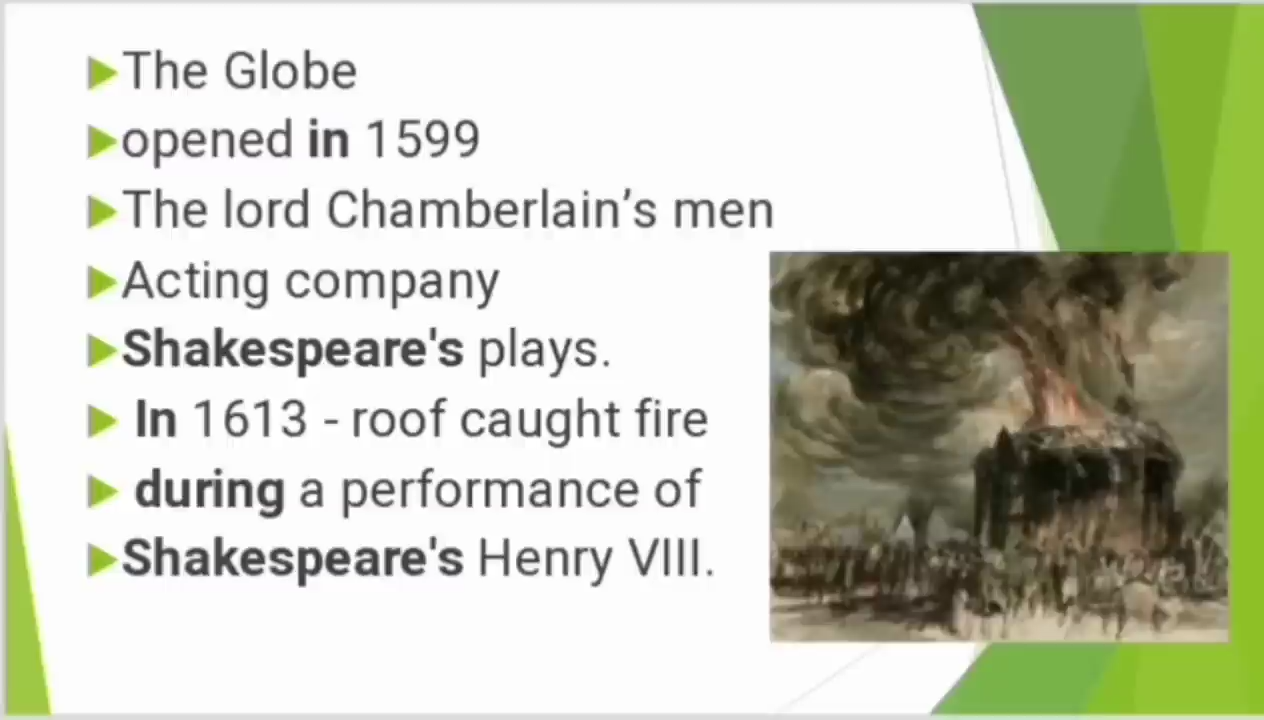 The Globe
opened in 1599
The lord Chamberlain’s men
Acting company
Shakespeare's plays.
In 1613 - roof caught fire
during a performance of
Shakespeare's Henry VIII.